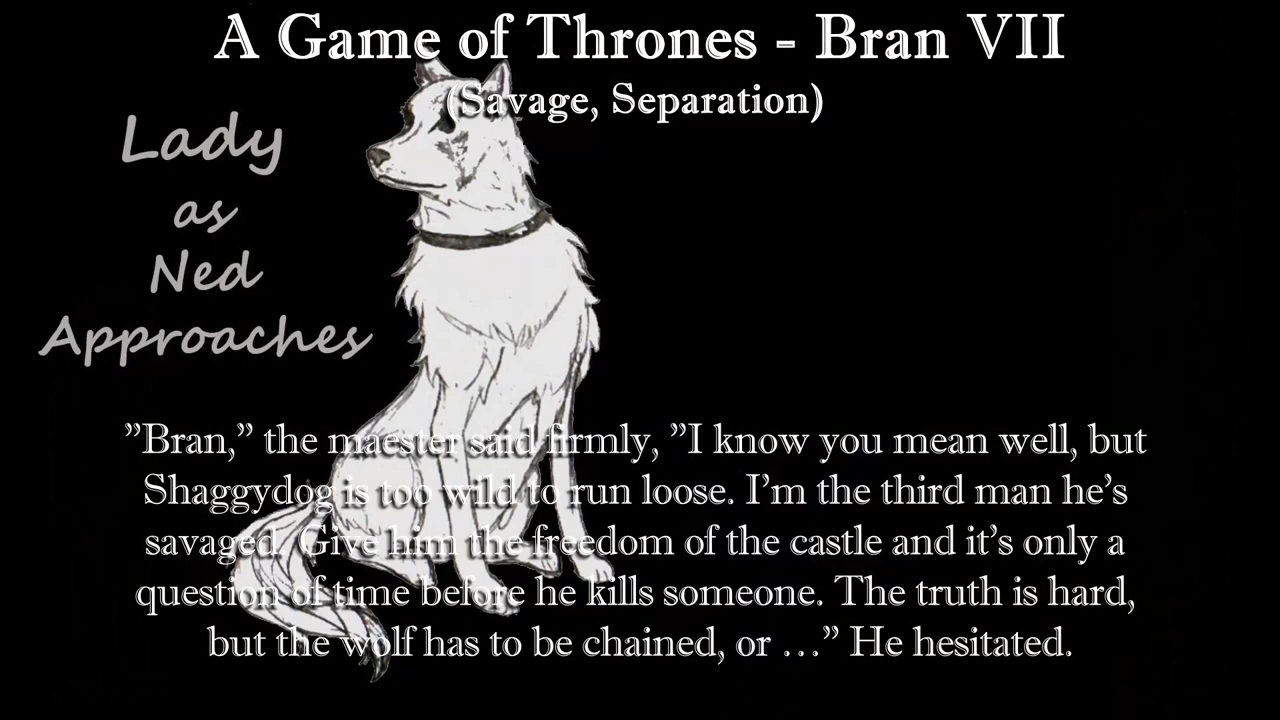 A Game of Thrones - Bran VII
(Savage, Separation)
Lady
as
Ned
Approaches
”Bran,” the maester said firmly, ”I know you mean well, but
Shaggydog is too wild to run loose. I’m the third man he’s
savaged. Give him the freedom of the castle and it’s only a
question of time before he kills someone. The truth is hard,
but the wolf has to be chained, or …” He hesitated.